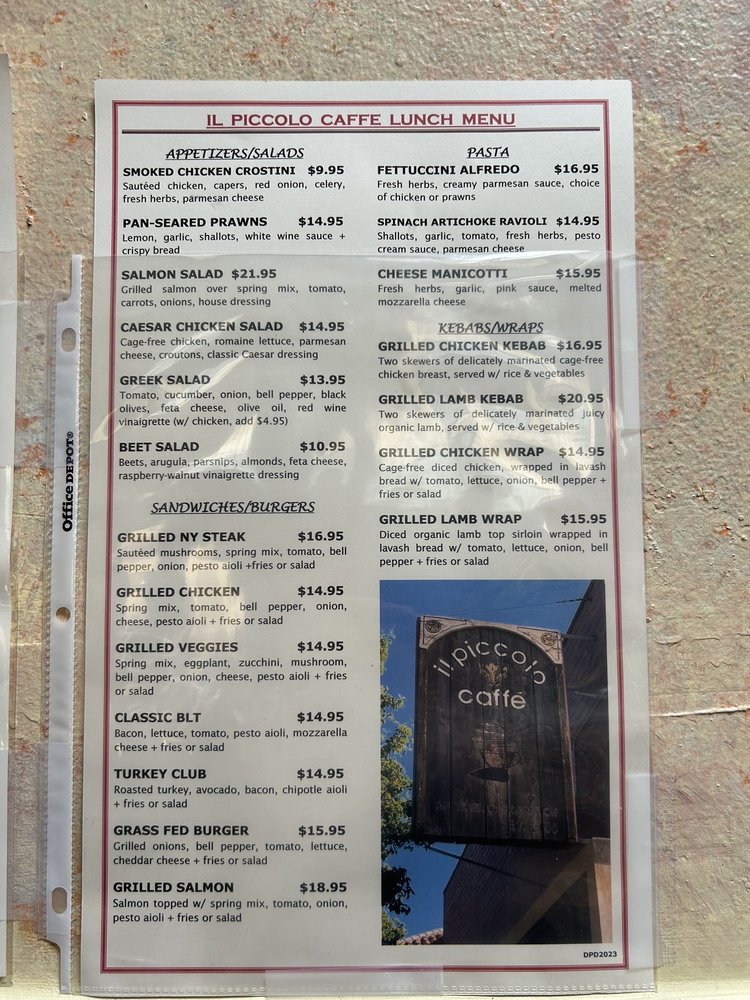 IL PICCOLO CAFFE LUNCH MENU
APPETIZERS/SALADS
SMOKED CHICKEN CROSTINI $9.95
Sautéed chicken, capers, red onion, celery,
fresh herbs, parmesan cheese
PAN-SEARED PRAWNS $14.95
Lemon, garlic, shallots, white wine sauce +
crispy bread
SALMON SALAD $21.95
Grilled salmon over spring mix, tomato,
carrots, onions, house dressing
CAESAR CHICKEN SALAD $14.95
Cage-free chicken, romaine lettuce, parmesan
cheese, croutons, classic Caesar dressing
GREEK SALAD $13.95
Tomato, cucumber, onion, bell pepper, black
olives, feta cheese, olive oil, red wine
vinaigrette (w/ chicken, add $4.95)
BEET SALAD $10.95
Beets, arugula, parsnips, almonds, feta cheese,
raspberry-walnut vinaigrette dressing
SANDWICHES/BURGERS
GRILLED NY STEAK $16.95
Sautéed mushrooms, spring mix, tomato, bell
pepper, onion, pesto aioli +fries or salad
GRILLED CHICKEN $14.95
Spring mix, tomato, bell pepper, onion,
cheese, pesto aioli + fries or salad
GRILLED VEGGIES $14.95
Spring mix, eggplant, zucchini, mushroom,
bell pepper, onion, cheese, pesto aioli + fries
or salad
CLASSIC BLT $14.95
Bacon, lettuce, tomato, pesto aioli, mozzarella
cheese + fries or salad
TURKEY CLUB $14.95
Roasted turkey, avocado, bacon, chipotle aioli
+ fries or salad
GRASS FED BURGER $15.95
Grilled onions, bell pepper, tomato, lettuce,
cheddar cheese + fries or salad
GRILLED SALMON $18.95
Salmon topped w/ spring mix, tomato, onion,
pesto aioli + fries or salad
PASTA
FETTUCCINI ALFREDO $16.95
Fresh herbs, creamy parmesan sauce, choice
of chicken or prawns
SPINACH ARTICHOKE RAVIOLI $14.95
Shallots, garlic, tomato, fresh herbs, pesto
cream sauce, parmesan cheese
CHEESE MANICOTTI $15.95
Fresh herbs, garlic, pink sauce, melted
mozzarella cheese
KEBABS/WRAPS
GRILLED CHICKEN KEBAB $16.95
Two skewers of delicately marinated cage-free
chicken breast, served w/ rice & vegetables
GRILLED LAMB KEBAB $20.95
Two skewers of delicately marinated juicy
organic lamb, served w/ rice & vegetables
GRILLED CHICKEN WRAP $14.95
Cage-free diced chicken, wrapped in lavash
bread w/ tomato, lettuce, onion, bell pepper +
fries or salad
GRILLED LAMB WRAP $15.95
Diced organic lamb top sirloin wrapped in
lavash bread w/ tomato, lettuce, onion, bell
pepper + fries or salad
il piccolo
caffé
DPD2023
Office DEPOT®